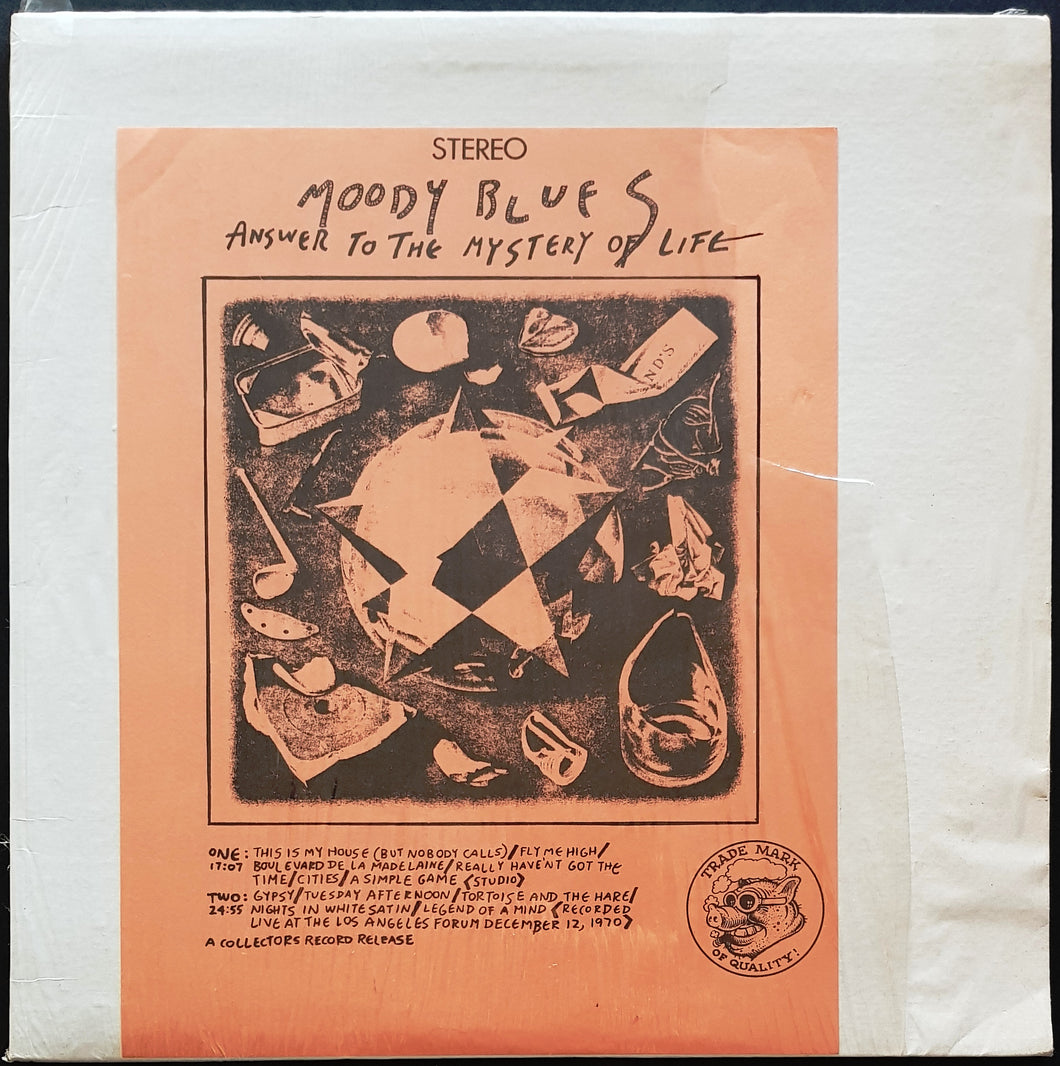 STEREO
MOODY BLUES
ANSWER TO THE MYSTERY OF LIFE
ND'S
ONE: THIS IS MY HOUSE (BUT NOBODY CALLS)/FLY ME HIGH/
17:07 BOULEVARD DE LA MADELAINE/REALLY HAVE'NT GOT THE
TIME/CITIES/A SIMPLE GAME <STUDIO>
TWO: GYPSY/TUESDAY AFTERNOON/TORTOISE AND THE HARE/
24:55 NIGHTS IN WHITE SATIN/LEGEND OF A MIND <RECORDED
LIVE AT THE LOS ANGELES FORUM DECEMBER 12, 1970>
A COLLECTORS RECORD RELEASE
TRADE MARK
OF QUALITY!